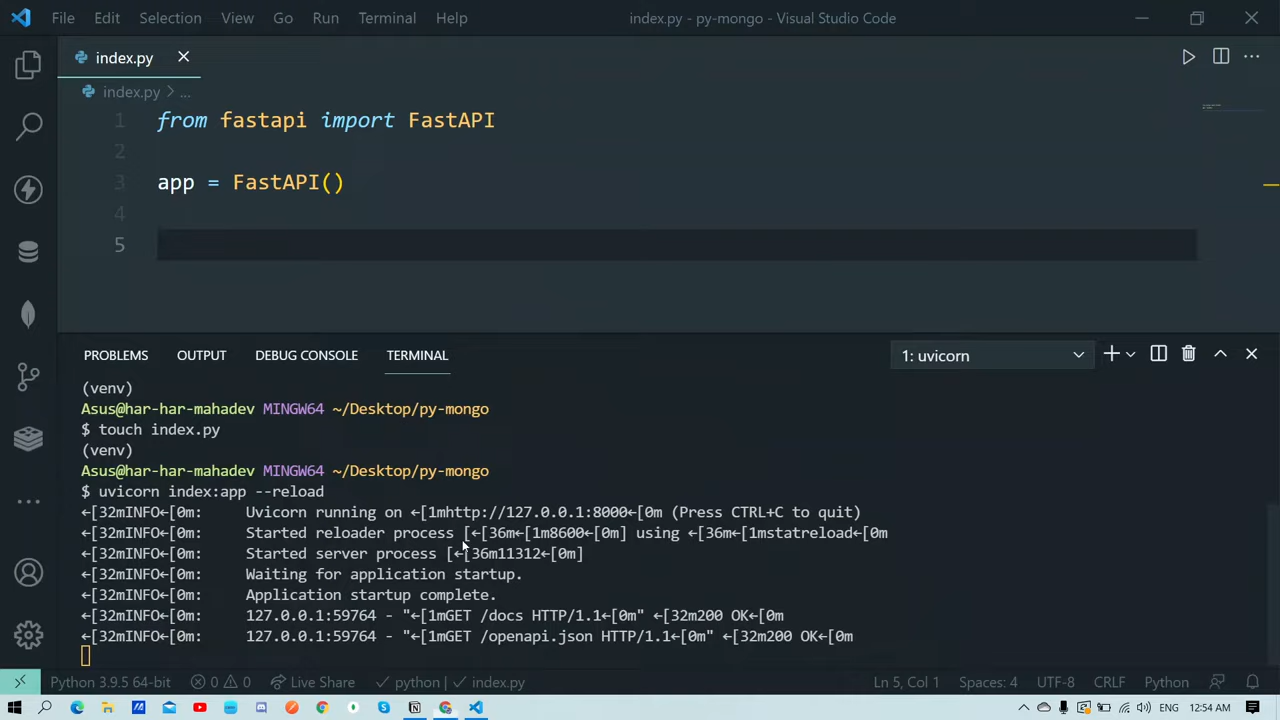 File Edit Selection View Go Run Terminal Help index.py - py-mongo - Visual Studio Code
index.py
index.py > ...
1 from fastapi import FastAPI
2
3 app = FastAPI()
4
5
PROBLEMS OUTPUT DEBUG CONSOLE TERMINAL 1: uvicorn
(venv)
Asus@har-har-mahadev MINGW64 ~/Desktop/py-mongo
$ touch index.py
(venv)
Asus@har-har-mahadev MINGW64 ~/Desktop/py-mongo
$ uvicorn index:app --reload
←[32mINFO←[0m: Uvicorn running on ←[1mhttp://127.0.0.1:8000←[0m (Press CTRL+C to quit)
←[32mINFO←[0m: Started reloader process [←[36m←[1m8600←[0m] using ←[36m←[1mstatreload←[0m
←[32mINFO←[0m: Started server process [←[36m11312←[0m]
←[32mINFO←[0m: Waiting for application startup.
←[32mINFO←[0m: Application startup complete.
←[32mINFO←[0m: 127.0.0.1:59764 - "←[1mGET /docs HTTP/1.1←[0m" ←[32m200 OK←[0m
←[32mINFO←[0m: 127.0.0.1:59764 - "←[1mGET /openapi.json HTTP/1.1←[0m" ←[32m200 OK←[0m
Python 3.9.5 64-bit 0 0 Live Share ✓ python | ✓ index.py Ln 5, Col 1 Spaces: 4 UTF-8 CRLF Python
ENG 12:54 AM